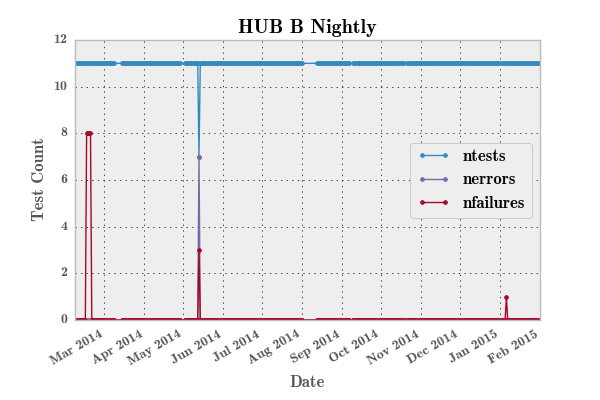 HUB B Nightly
12
10
8
6
4
2
0
Test Count
ntests
nerrors
nfailures
Mar 2014
Apr 2014
May 2014
Jun 2014
Jul 2014
Aug 2014
Sep 2014
Oct 2014
Nov 2014
Dec 2014
Jan 2015
Feb 2015
Date